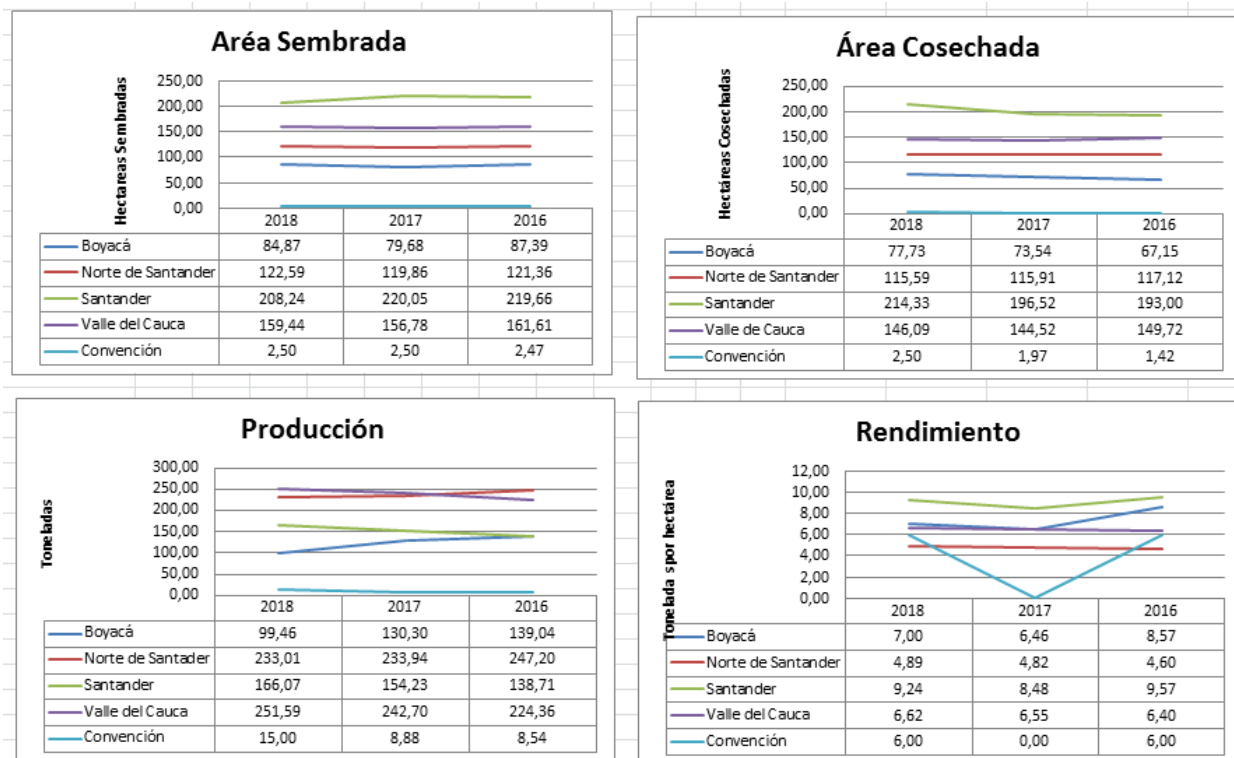 Aréa Sembrada
Hectareas Sembradas
250,00
200,00
150,00
100,00
50,00
0,00
2018 2017 2016
Boyacá 84,87 79,68 87,39
Norte de Santander 122,59 119,86 121,36
Santander 208,24 220,05 219,66
Valle del Cauca 159,44 156,78 161,61
Convención 2,50 2,50 2,47
Área Cosechada
Hectáreas Cosechadas
250,00
200,00
150,00
100,00
50,00
0,00
2018 2017 2016
Boyacá 77,73 73,54 67,15
Norte de Santander 115,59 115,91 117,12
Santander 214,33 196,52 193,00
Valle de Cauca 146,09 144,52 149,72
Convención 2,50 1,97 1,42
Producción
Toneladas
300,00
250,00
200,00
150,00
100,00
50,00
0,00
2018 2017 2016
Boyacá 99,46 130,30 139,04
Norte de Santader 233,01 233,94 247,20
Santander 166,07 154,23 138,71
Valle del Cauca 251,59 242,70 224,36
Convención 15,00 8,88 8,54
Rendimiento
Tonelada spor hectárea
12,00
10,00
8,00
6,00
4,00
2,00
0,00
2018 2017 2016
Boyacá 7,00 6,46 8,57
Norte de Santander 4,89 4,82 4,60
Santander 9,24 8,48 9,57
Valle del Cauca 6,62 6,55 6,40
Convención 6,00 0,00 6,00